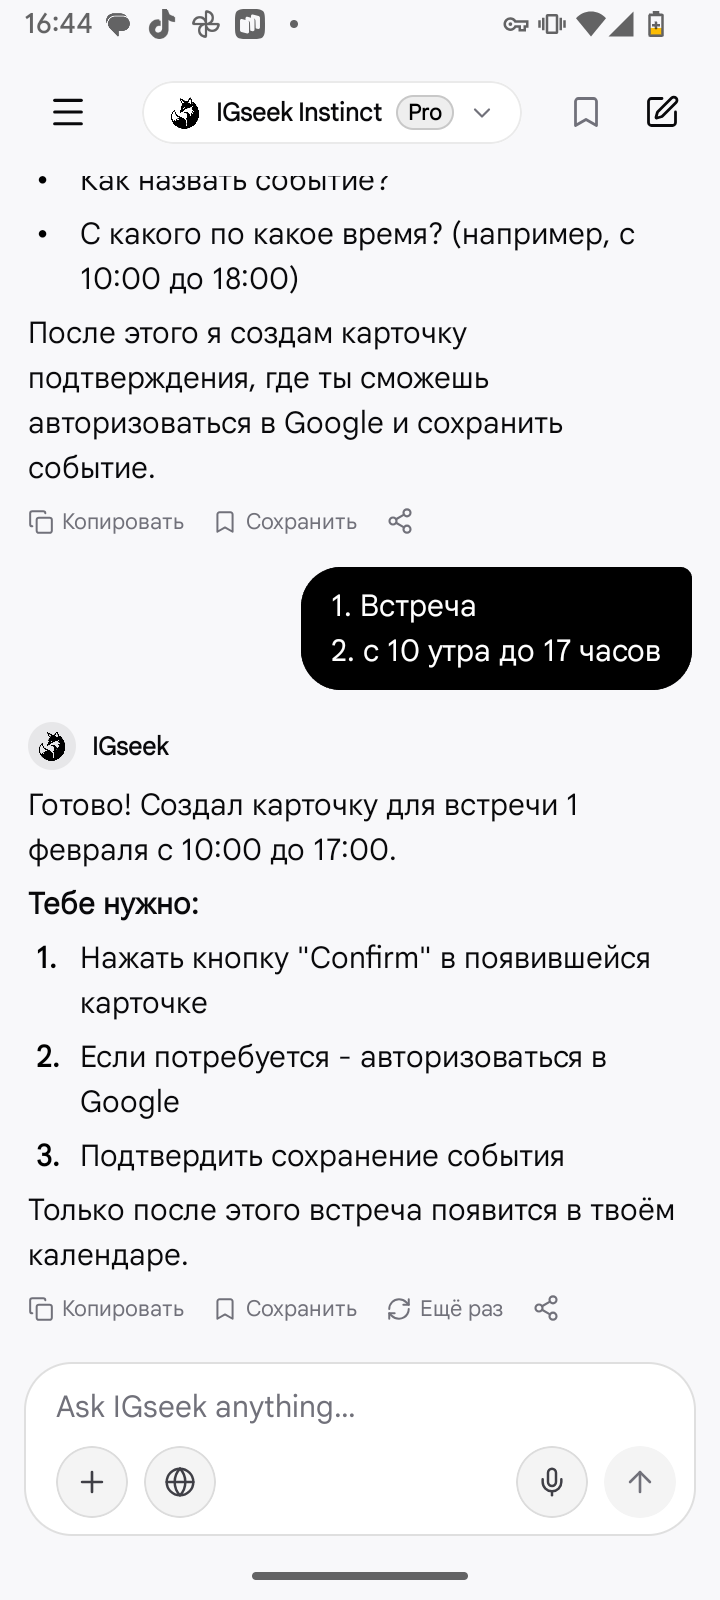 16:44
IGseek Instinct Pro
Как назвать событие?
С какого по какое время? (например, с
10:00 до 18:00)
После этого я создам карточку
подтверждения, где ты сможешь
авторизоваться в Google и сохранить
событие.
Копировать Сохранить
1. Встреча
2. с 10 утра до 17 часов
IGseek
Готово! Создал карточку для встречи 1
февраля с 10:00 до 17:00.
Тебе нужно:
1. Нажать кнопку "Confirm" в появившейся
карточке
2. Если потребуется - авторизоваться в
Google
3. Подтвердить сохранение события
Только после этого встреча появится в твоём
календаре.
Копировать Сохранить Ещё раз
Ask IGseek anything...